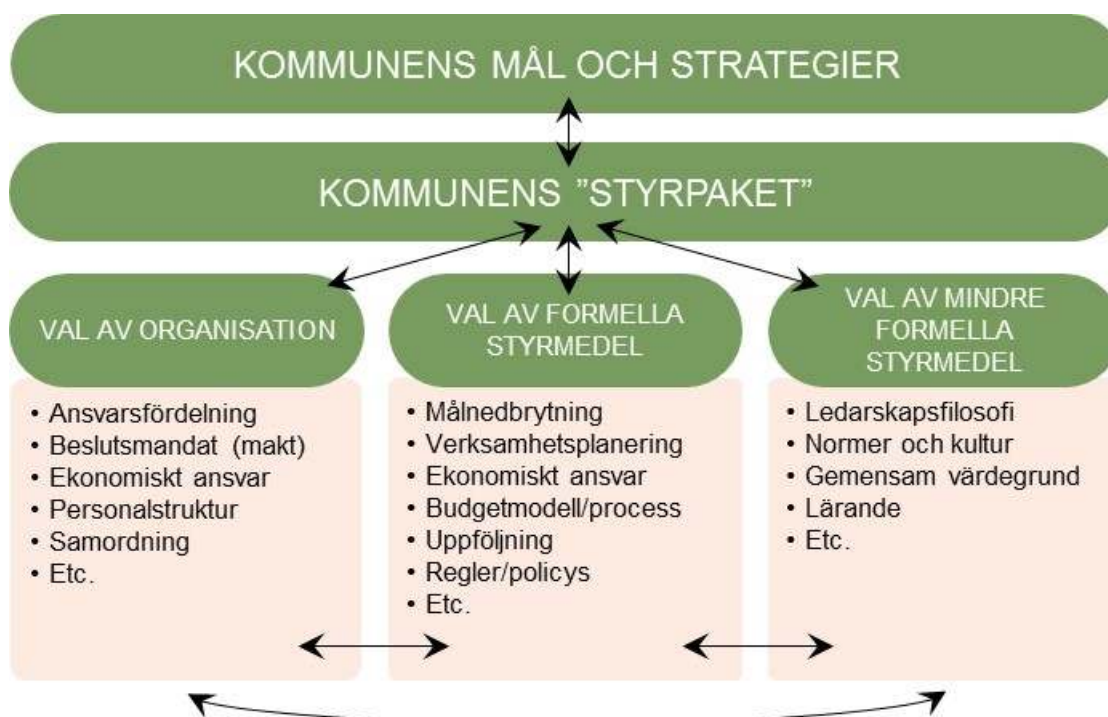 KOMMUNENS MÅL OCH STRATEGIER
KOMMUNENS ”STYRPAKET”
VAL AV ORGANISATION
• Ansvarsfördelning
• Beslutsmandat (makt)
• Ekonomiskt ansvar
• Personalstruktur
• Samordning
• Etc.
VAL AV FORMELLA
STYRMEDEL
• Målnedbrytning
• Verksamhetsplanering
• Ekonomiskt ansvar
• Budgetmodell/process
• Uppföljning
• Regler/policys
• Etc.
VAL AV MINDRE
FORMELLA
STYRMEDEL
• Ledarskapsfilosofi
• Normer och kultur
• Gemensam värdegrund
• Lärande
• Etc.